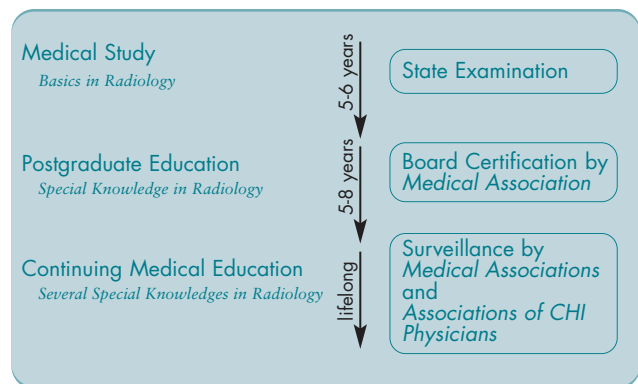 Medical Study
Basics in Radiology
5-6 years
State Examination
Postgraduate Education
Special Knowledge in Radiology
5-8 years
Board Certification by
Medical Association
Continuing Medical Education
Several Special Knowledges in Radiology
lifelong
Surveillance by
Medical Associations
and
Associations of CHI
Physicians